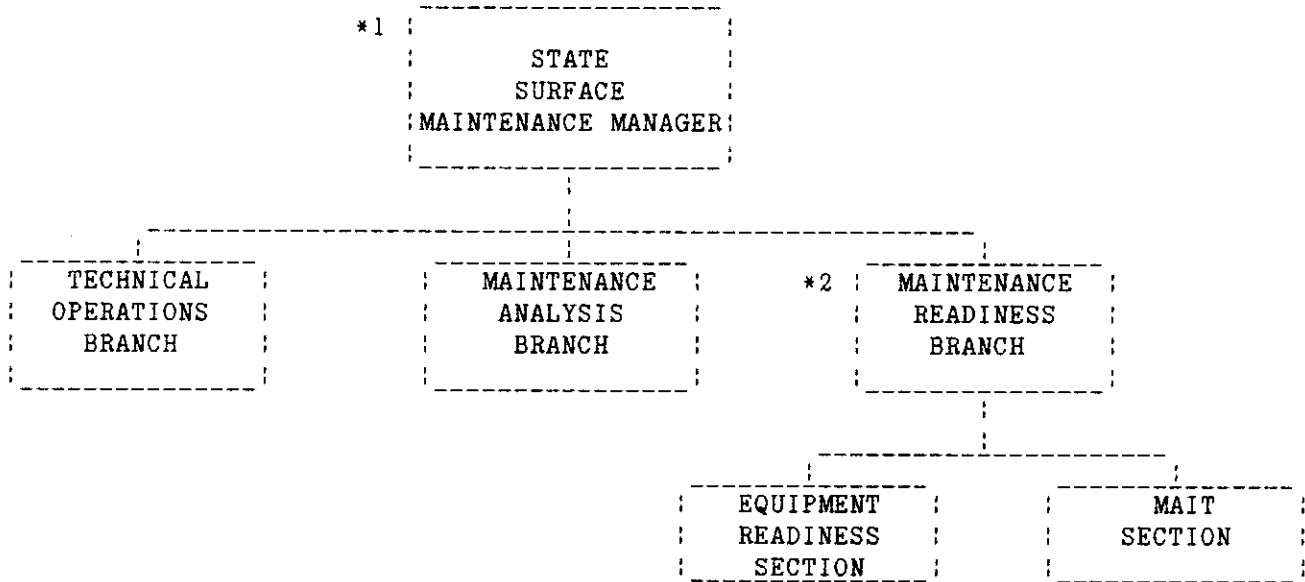 *1
STATE
SURFACE
MAINTENANCE MANAGER
TECHNICAL
OPERATIONS
BRANCH
MAINTENANCE
ANALYSIS
BRANCH
*2
MAINTENANCE
READINESS
BRANCH
EQUIPMENT
READINESS
SECTION
MAIT
SECTION